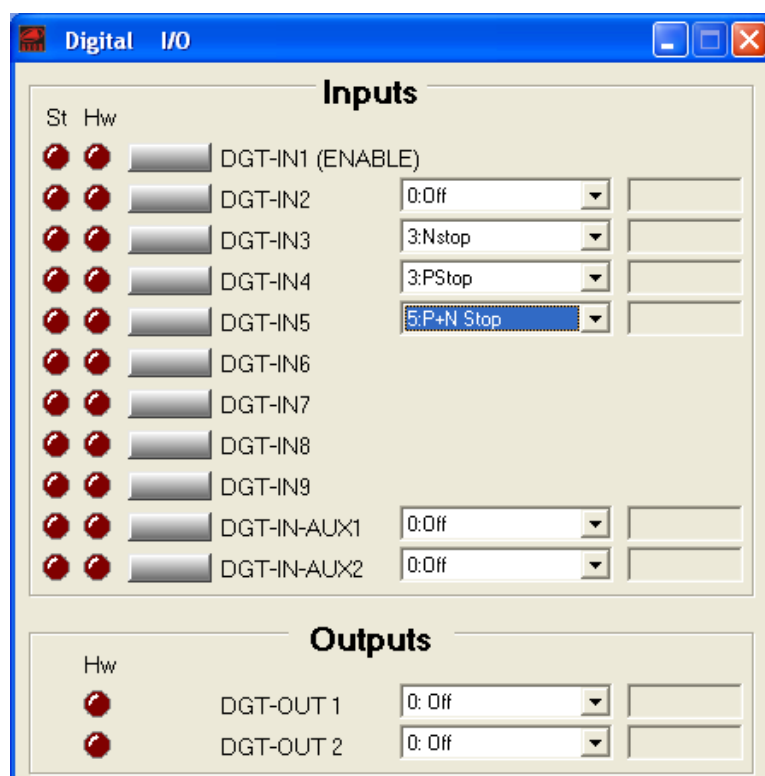 Digital I/O
Inputs
St Hw
DGT-IN1 (ENABLE)
DGT-IN2 0:Off
DGT-IN3 3:Nstop
DGT-IN4 3:PStop
DGT-IN5 5:P+N Stop
DGT-IN6
DGT-IN7
DGT-IN8
DGT-IN9
DGT-IN-AUX1 0:Off
DGT-IN-AUX2 0:Off
Outputs
Hw
DGT-OUT 1 0: Off
DGT-OUT 2 0: Off